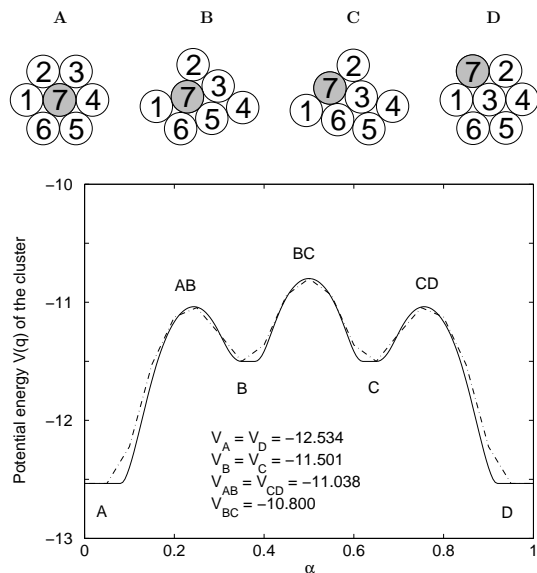 A B C D
2 3
1 7 4
6 5
2
3
7
1
5
6
2
7
3
1 6 4
5
7 2
1 3 4
6 5
-10
BC
AB CD
-11
B C
-12
V_A = V_D = −12.534
V_B = V_C = −11.501
V_AB = V_CD = −11.038
V_BC = −10.800
A D
-13
0 0.2 0.4 0.6 0.8 1
α
Potential energy V(q) of the cluster